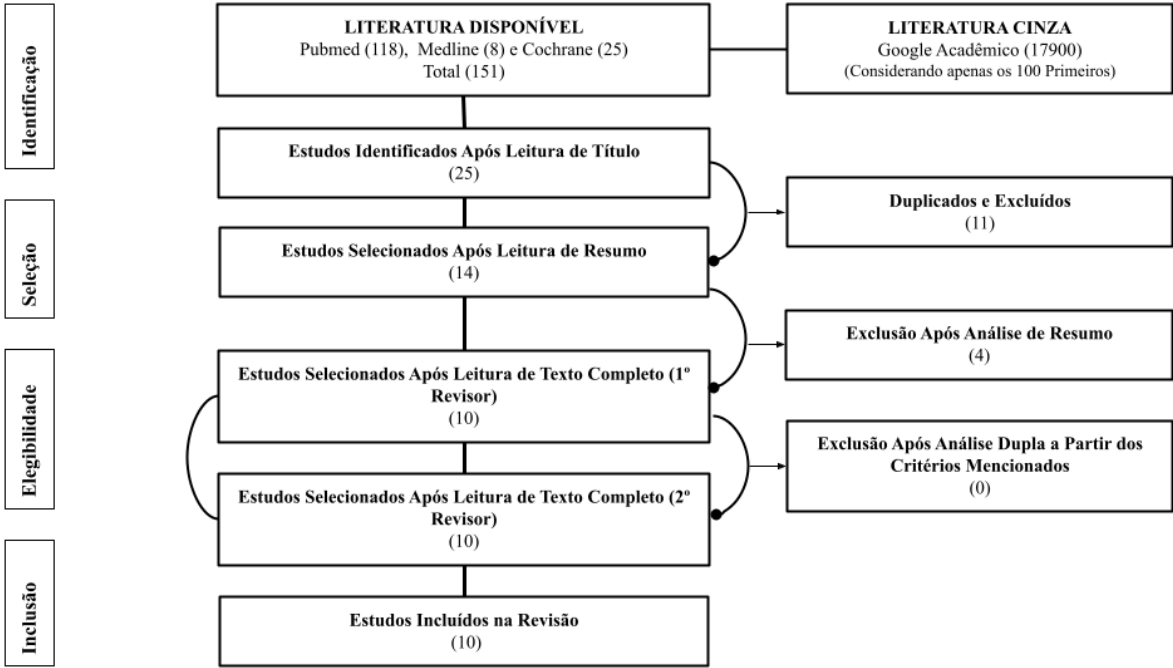 Identificação
LITERATURA DISPONÍVEL
Pubmed (118), Medline (8) e Cochrane (25)
Total (151)
LITERATURA CINZA
Google Acadêmico (17900)
(Considerando apenas os 100 Primeiros)
Estudos Identificados Após Leitura de Título
(25)
Duplicados e Excluídos
(11)
Seleção
Estudos Selecionados Após Leitura de Resumo
(14)
Exclusão Após Análise de Resumo
(4)
Elegibilidade
Estudos Selecionados Após Leitura de Texto Completo (1º
Revisor)
(10)
Exclusão Após Análise Dupla a Partir dos
Critérios Mencionados
(0)
Estudos Selecionados Após Leitura de Texto Completo (2º
Revisor)
(10)
Inclusão
Estudos Incluídos na Revisão
(10)